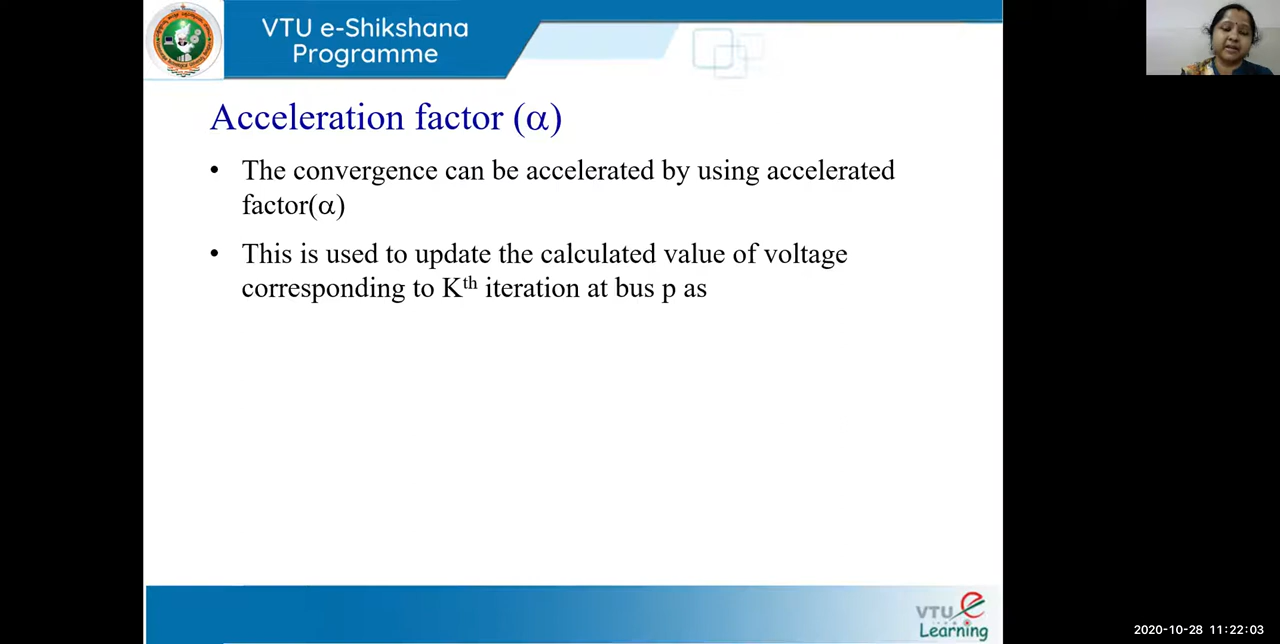 VTU e-Shikshana
Programme
Acceleration factor (α)
• The convergence can be accelerated by using accelerated
factor(α)
• This is used to update the calculated value of voltage
corresponding to Kth iteration at bus p as
VTU e
Learning
2020-10-28 11:22:03